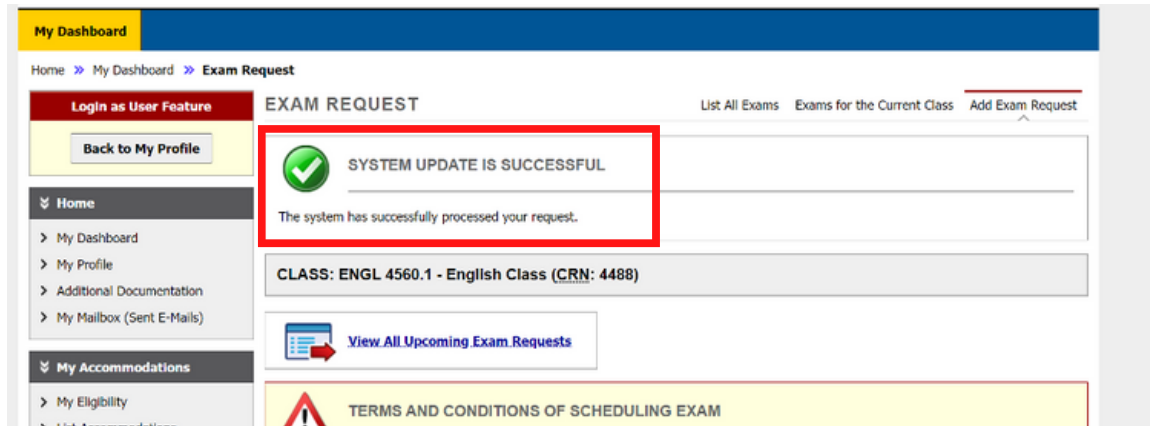 My Dashboard
Home » My Dashboard » Exam Request
Login as User Feature
Back to My Profile
Home
My Dashboard
My Profile
Additional Documentation
My Mailbox (Sent E-Mails)
My Accommodations
My Eligibility
List Accommodations
EXAM REQUEST
List All Exams Exams for the Current Class Add Exam Request
SYSTEM UPDATE IS SUCCESSFUL
The system has successfully processed your request.
CLASS: ENGL 4560.1 - English Class (CRN: 4488)
View All Upcoming Exam Requests
TERMS AND CONDITIONS OF SCHEDULING EXAM